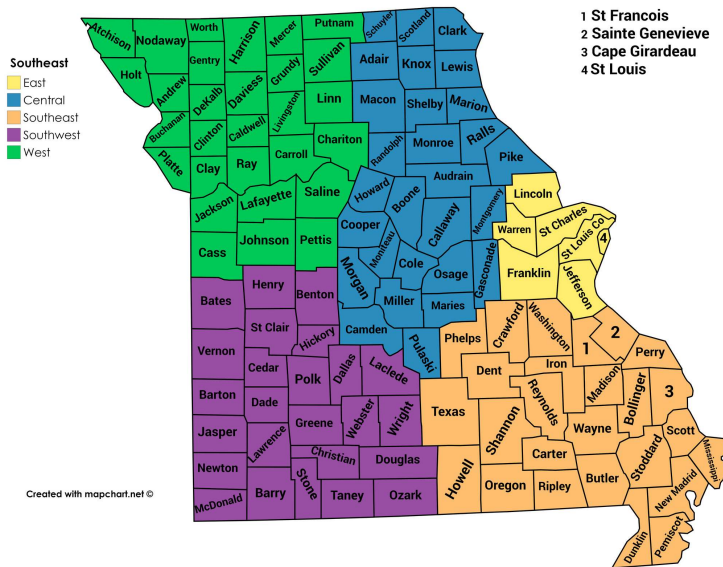 1 St Francois
2 Sainte Genevieve
3 Cape Girardeau
4 St Louis
Southeast
East
Central
Southeast
Southwest
West
Atchison
Nodaway
Worth
Harrison
Mercer
Putnam
Schuyler
Scotland
Clark
Holt
Andrew
Gentry
DeKalb
Daviess
Grundy
Sullivan
Adair
Knox
Lewis
Buchanan
Clinton
Caldwell
Livingston
Linn
Macon
Shelby
Marion
Platte
Clay
Ray
Carroll
Chariton
Randolph
Monroe
Ralls
Pike
Audrain
Jackson
Lafayette
Saline
Howard
Boone
Callaway
Montgomery
Lincoln
Cass
Johnson
Pettis
Cooper
Moniteau
Cole
Osage
Gasconade
Warren
St Charles
St Louis Co
4
Franklin
Jefferson
Morgan
Miller
Maries
Bates
Henry
Benton
Camden
Pulaski
Phelps
Crawford
Washington
1
2
Perry
St Clair
Hickory
Vernon
Cedar
Polk
Dallas
Laclede
Dent
Iron
Reynolds
Madison
Bollinger
3
Barton
Dade
Greene
Webster
Wright
Texas
Shannon
Wayne
Scott
Mississippi
Jasper
Lawrence
Christian
Douglas
Carter
Stoddard
Newton
McDonald
Barry
Stone
Taney
Ozark
Howell
Oregon
Ripley
Butler
New Madrid
Dunklin
Pemiscot
Created with mapchart.net ©